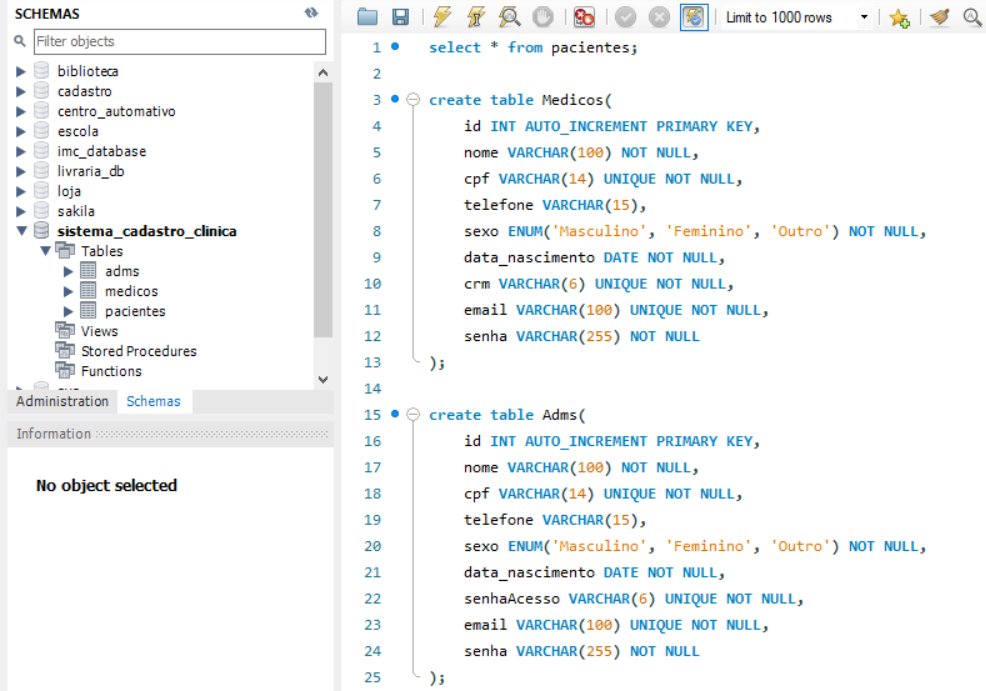 SCHEMAS
Filter objects
biblioteca
cadastro
centro_automativo
escola
imc_database
livraria_db
loja
sakila
sistema_cadastro_clinica
Tables
adms
medicos
pacientes
Views
Stored Procedures
Functions
Administration Schemas
Information
No object selected
Limit to 1000 rows
1 select * from pacientes;
2
3 create table Medicos(
4 id INT AUTO_INCREMENT PRIMARY KEY,
5 nome VARCHAR(100) NOT NULL,
6 cpf VARCHAR(14) UNIQUE NOT NULL,
7 telefone VARCHAR(15),
8 sexo ENUM('Masculino', 'Feminino', 'Outro') NOT NULL,
9 data_nascimento DATE NOT NULL,
10 crm VARCHAR(6) UNIQUE NOT NULL,
11 email VARCHAR(100) UNIQUE NOT NULL,
12 senha VARCHAR(255) NOT NULL
13 );
14
15 create table Adms(
16 id INT AUTO_INCREMENT PRIMARY KEY,
17 nome VARCHAR(100) NOT NULL,
18 cpf VARCHAR(14) UNIQUE NOT NULL,
19 telefone VARCHAR(15),
20 sexo ENUM('Masculino', 'Feminino', 'Outro') NOT NULL,
21 data_nascimento DATE NOT NULL,
22 senhaAcesso VARCHAR(6) UNIQUE NOT NULL,
23 email VARCHAR(100) UNIQUE NOT NULL,
24 senha VARCHAR(255) NOT NULL
25 );